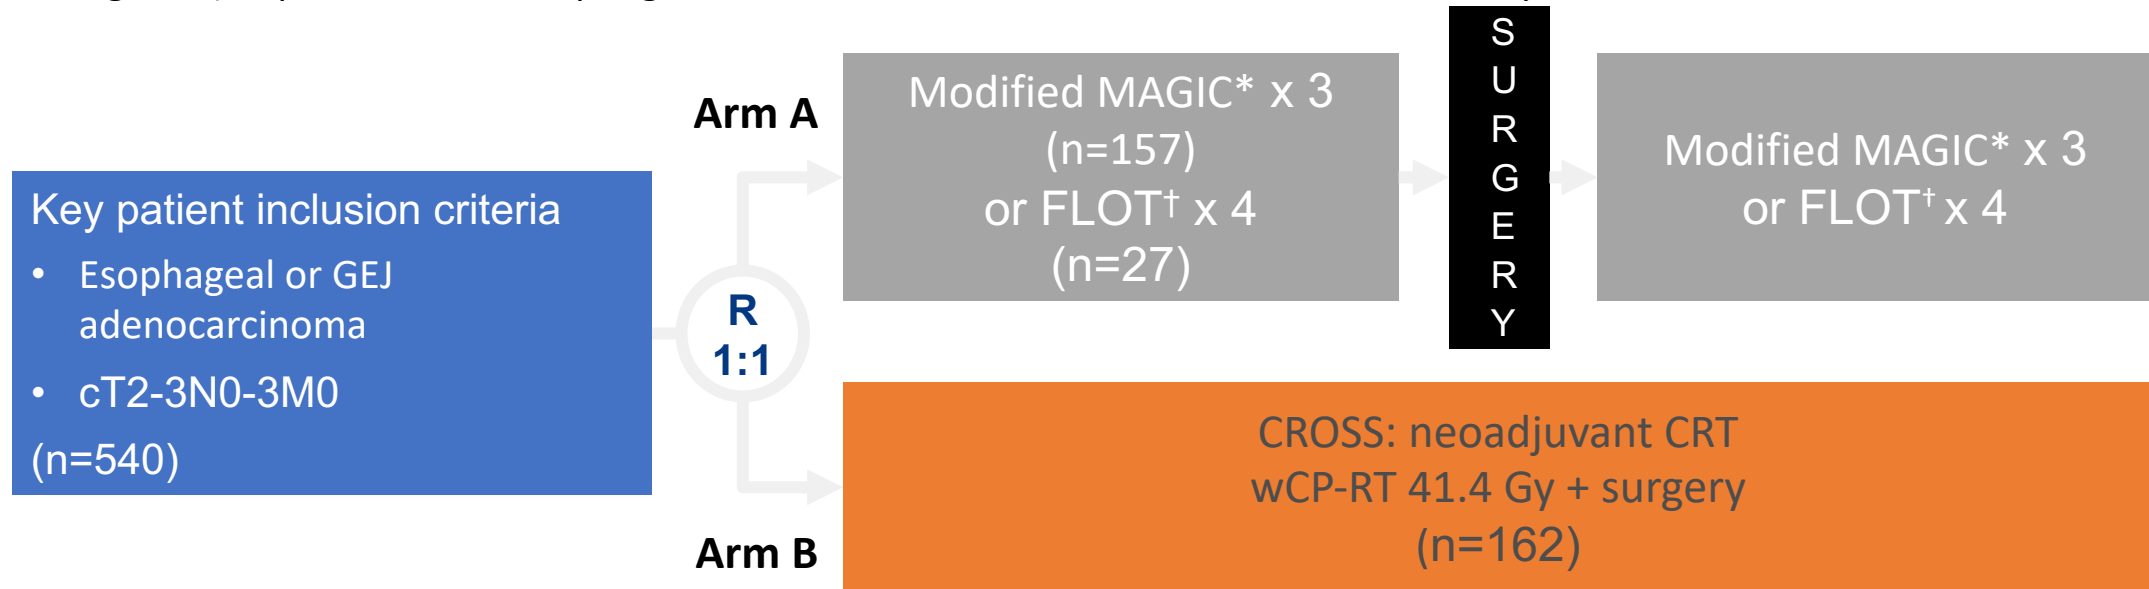 Key patient inclusion criteria
• Esophageal or GEJ
adenocarcinoma
• cT2-3N0-3M0
(n=540)
R
1:1
Arm A
Modified MAGIC* x 3
(n=157)
or FLOT† x 4
(n=27)
S
U
R
G
E
R
Y
Modified MAGIC* x 3
or FLOT† x 4
Arm B
CROSS: neoadjuvant CRT
wCP-RT 41.4 Gy + surgery
(n=162)